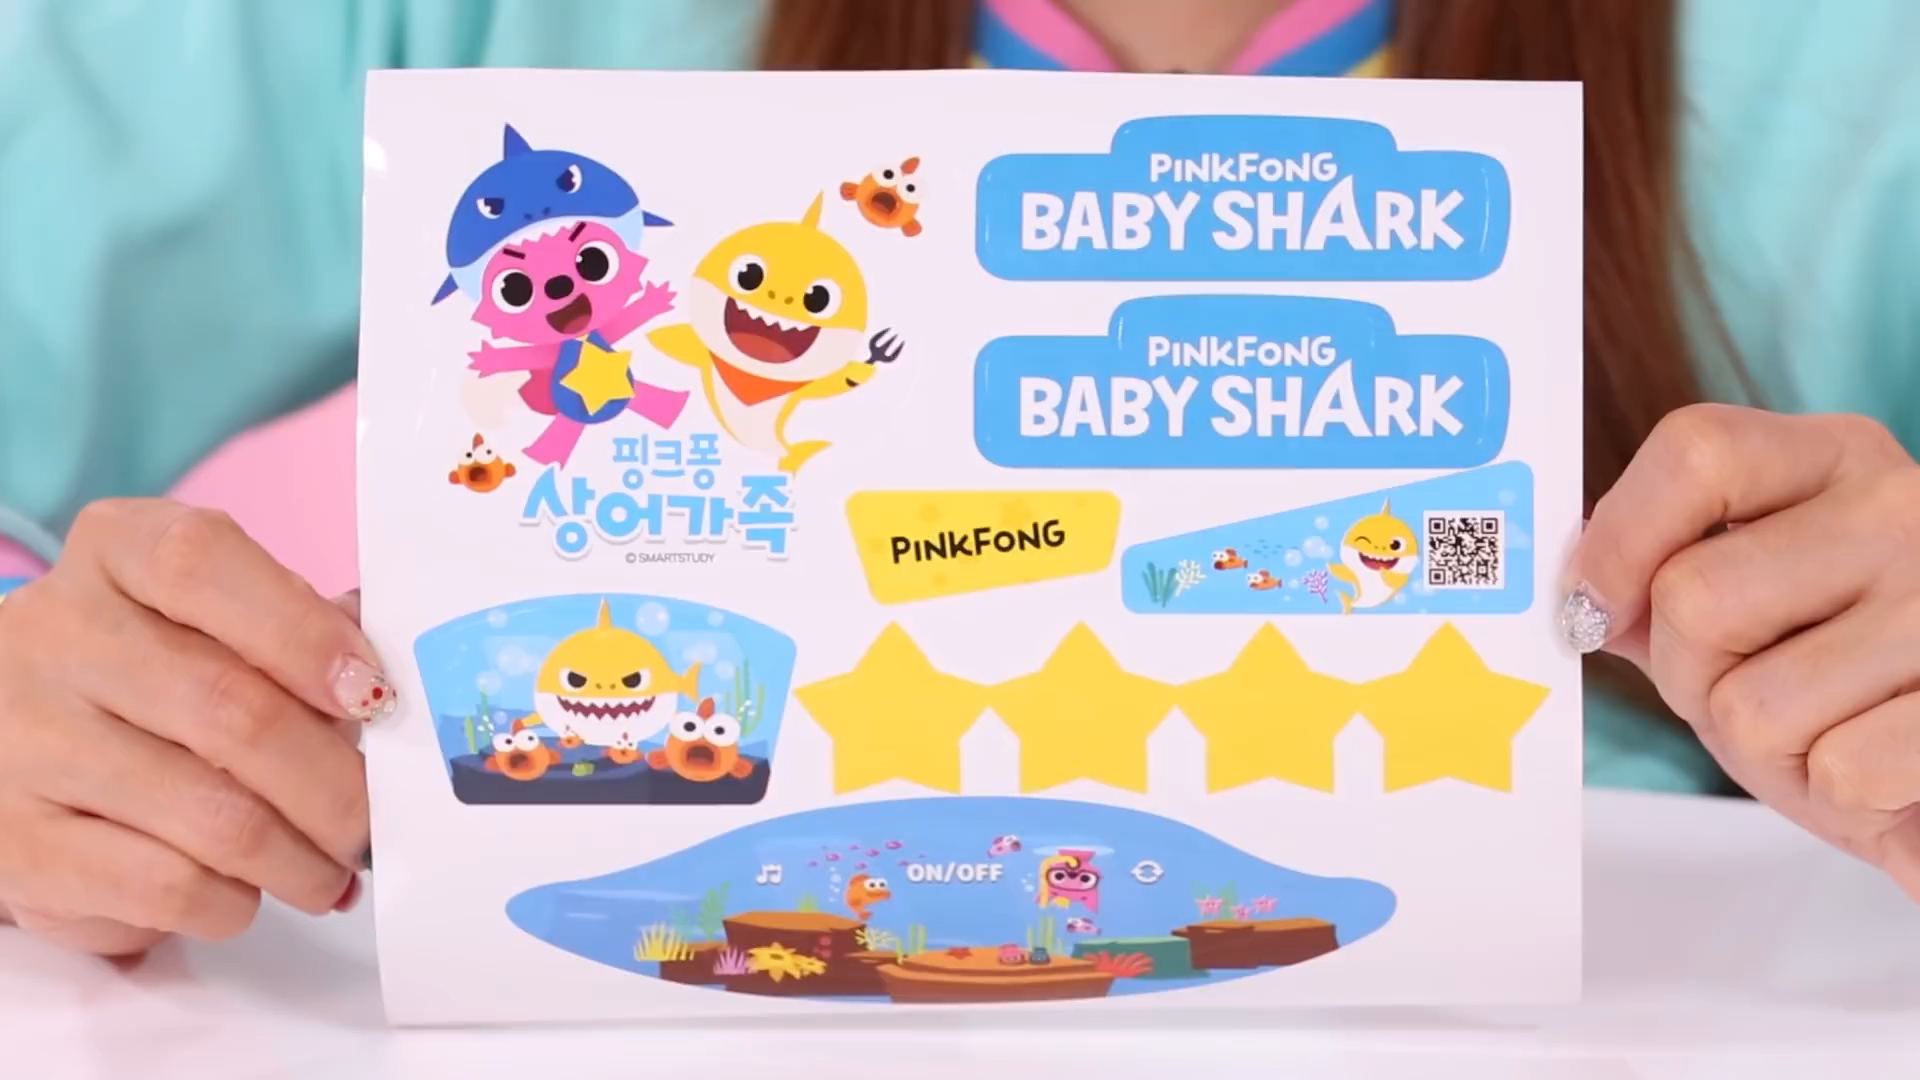 핑크퐁
상어가족
© SMARTSTUDY
PINKFONG
BABY SHARK
PINKFONG
BABY SHARK
PINKFONG
ON/OFF